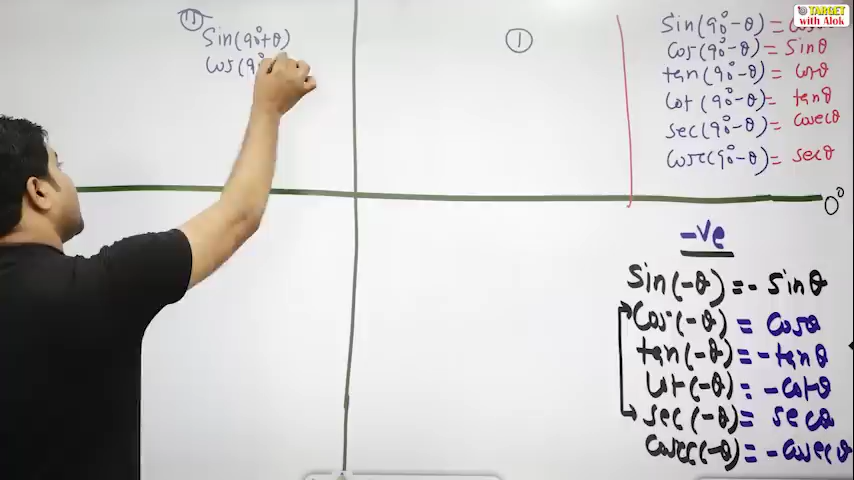 TARGET
with Alok
11
Sin(90°+θ)
Cos(9
1
Sin(90°-θ) =
Cos(90°-θ) = Sinθ
tan(90°-θ) = Cotθ
Cot(90°-θ) = tanθ
sec(90°-θ) = Cosecθ
Cosec(90°-θ) = secθ
0°
-ve
Sin(-θ) = - Sinθ
Cos(-θ) = Cosθ
tan(-θ) = -tanθ
Cot(-θ) = -Cotθ
sec(-θ) = secθ
Cosec(-θ) = -Cosecθ